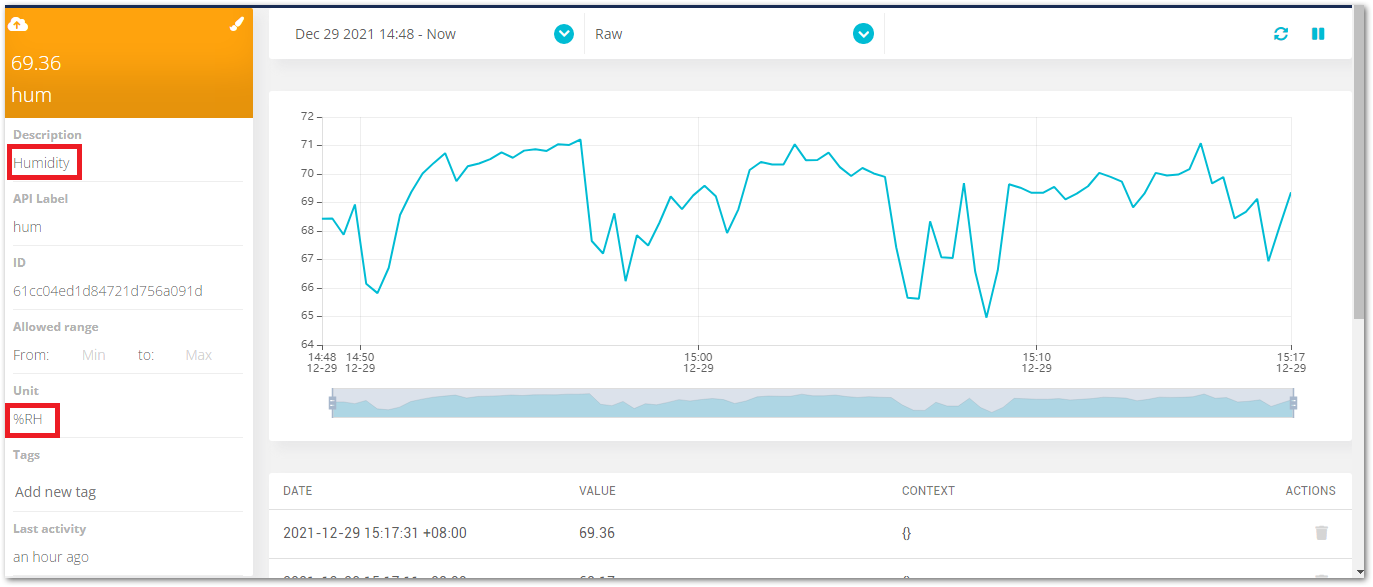 69.36
hum
Description
Humidity
API Label
hum
ID
61cc04ed1d84721d756a091d
Allowed range
From: Min to: Max
Unit
%RH
Tags
Add new tag
Last activity
an hour ago
Dec 29 2021 14:48 - Now
Raw
72
71
70
69
68
67
66
65
64
14:48 14:50 15:00 15:10 15:17
12-29 12-29 12-29 12-29 12-29
DATE VALUE CONTEXT ACTIONS
2021-12-29 15:17:31 +08:00 69.36 {}